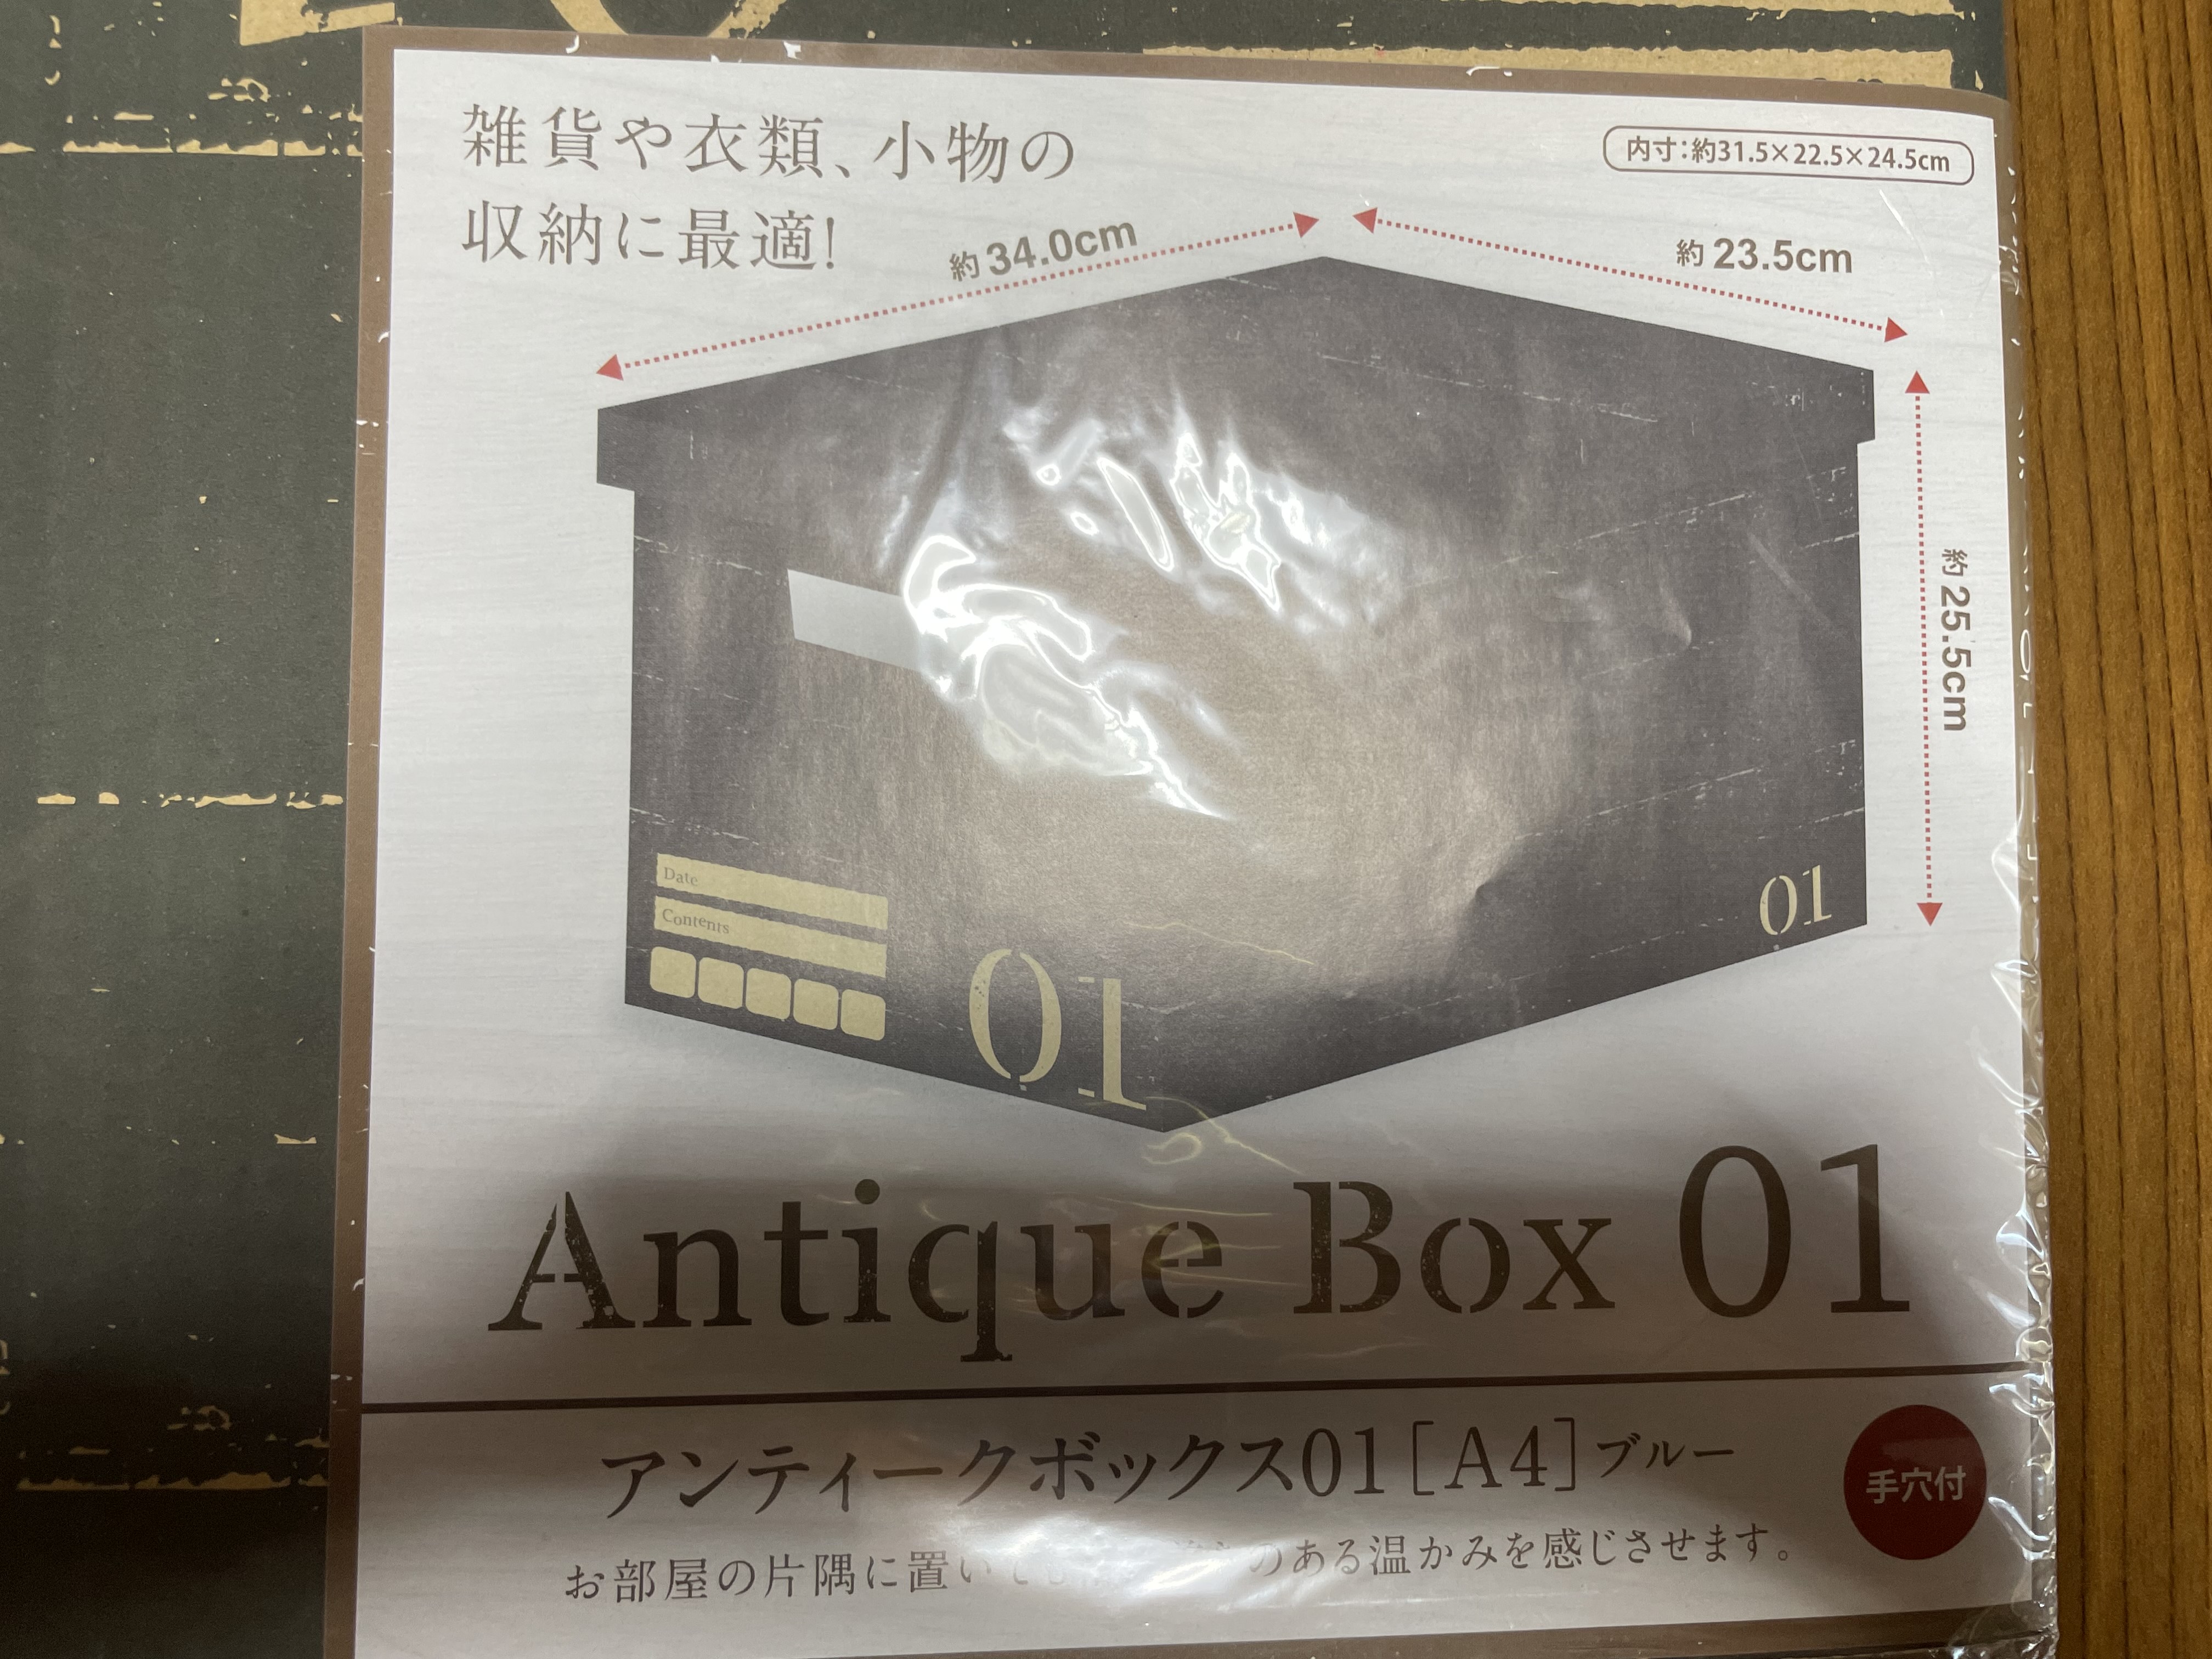 雑貨や衣類、小物の
収納に最適!
内寸：約31.5×22.5×24.5cm
約34.0cm
約23.5cm
約25.5cm
Date
Contents
01
01
Antique Box 01
アンティークボックス01[A4]ブルー
手穴付
お部屋の片隅に置い のある温かみを感じさせます。